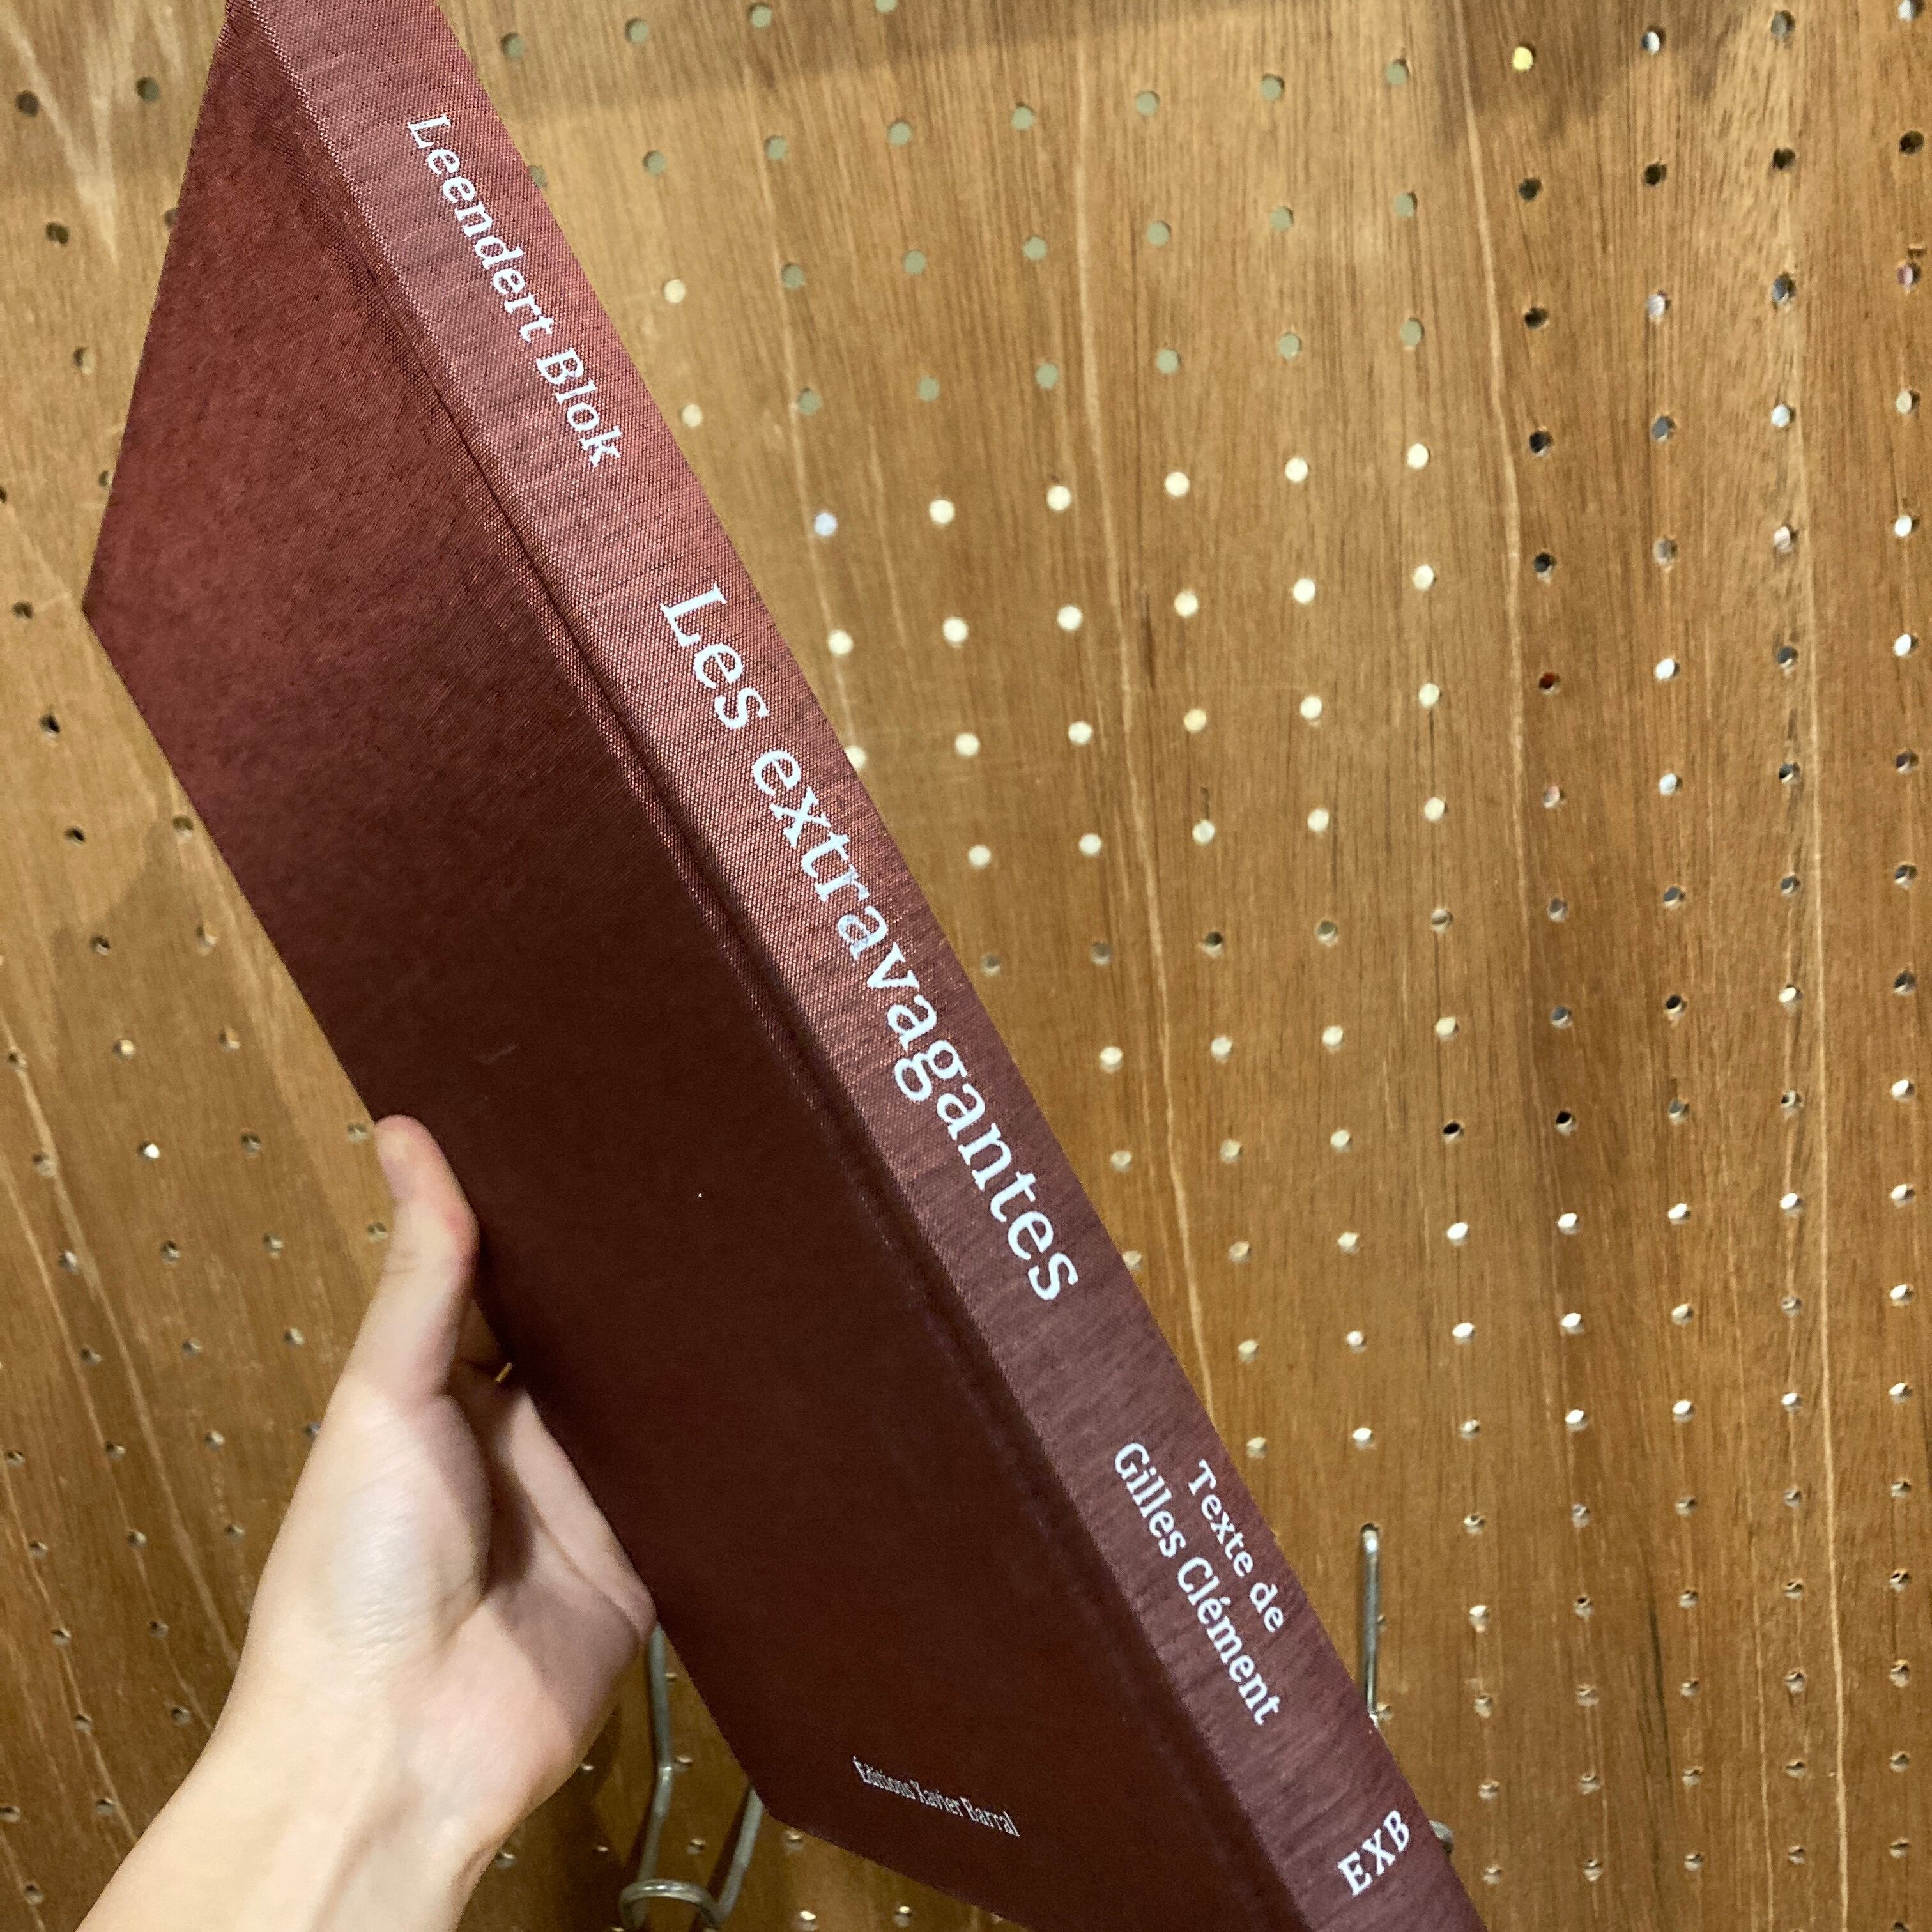 Leendert Blok
Les extravagantes
Texte de
Gilles Clément
EXB
Éditions Xavier Barral